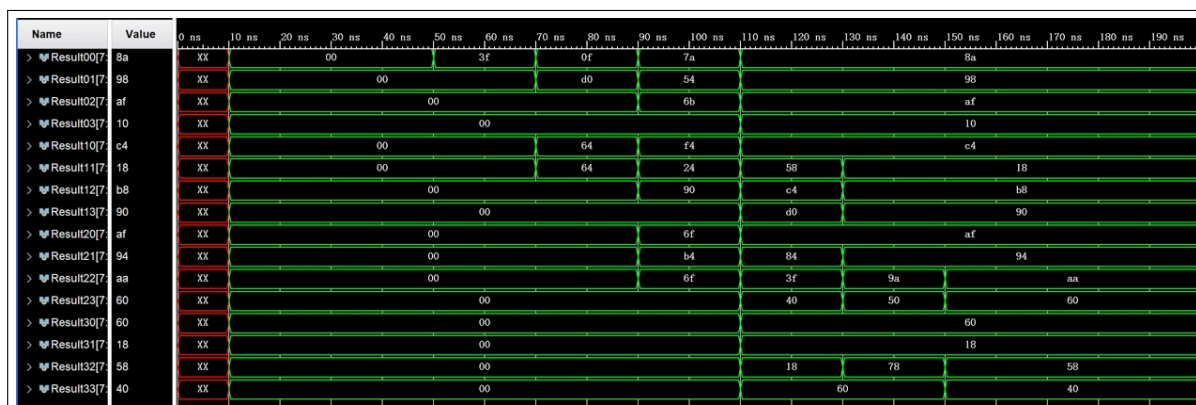 Name Value 0 ns 10 ns 20 ns 30 ns 40 ns 50 ns 60 ns 70 ns 80 ns 90 ns 100 ns 110 ns 120 ns 130 ns 140 ns 150 ns 160 ns 170 ns 180 ns 190 ns
> Result00[7: 8a XX 00 3f 0f 7a 8a
> Result01[7: 98 XX 00 d0 54 98
> Result02[7: af XX 00 6b af
> Result03[7: 10 XX 00 10
> Result10[7: c4 XX 00 64 f4 c4
> Result11[7: 18 XX 00 64 24 58 18
> Result12[7: b8 XX 00 90 c4 b8
> Result13[7: 90 XX 00 d0 90
> Result20[7: af XX 00 6f af
> Result21[7: 94 XX 00 b4 84 94
> Result22[7: aa XX 00 6f 3f 9a aa
> Result23[7: 60 XX 00 40 50 60
> Result30[7: 60 XX 00 60
> Result31[7: 18 XX 00 18
> Result32[7: 58 XX 00 18 78 58
> Result33[7: 40 XX 00 60 40